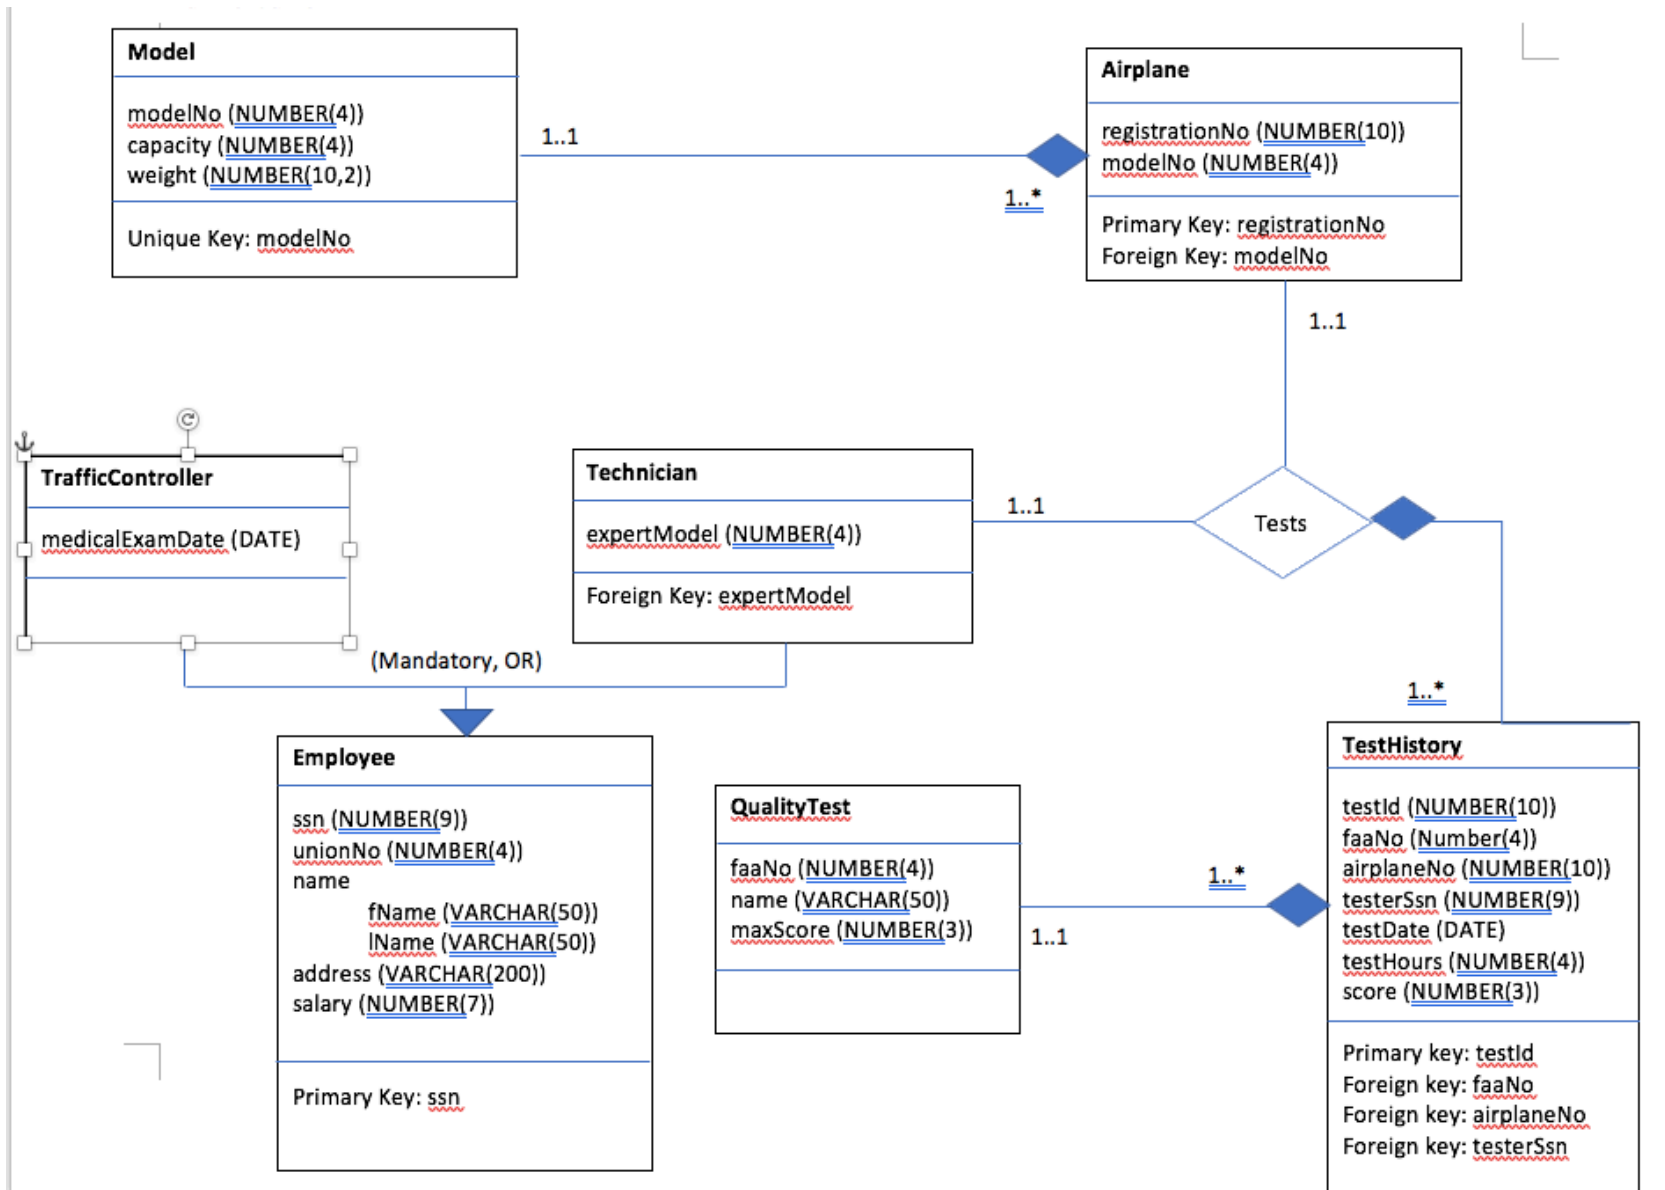 Model
modelNo (NUMBER(4))
capacity (NUMBER(4))
weight (NUMBER(10,2))
Unique Key: modelNo
1..1
1..*
Airplane
registrationNo (NUMBER(10))
modelNo (NUMBER(4))
Primary Key: registrationNo
Foreign Key: modelNo
1..1
TrafficController
medicalExamDate (DATE)
Technician
expertModel (NUMBER(4))
Foreign Key: expertModel
1..1
Tests
(Mandatory, OR)
1..*
Employee
ssn (NUMBER(9))
unionNo (NUMBER(4))
name
fName (VARCHAR(50))
lName (VARCHAR(50))
address (VARCHAR(200))
salary (NUMBER(7))
Primary Key: ssn
QualityTest
faaNo (NUMBER(4))
name (VARCHAR(50))
maxScore (NUMBER(3))
1..1
1..*
TestHistory
testId (NUMBER(10))
faaNo (Number(4))
airplaneNo (NUMBER(10))
testerSsn (NUMBER(9))
testDate (DATE)
testHours (NUMBER(4))
score (NUMBER(3))
Primary key: testId
Foreign key: faaNo
Foreign key: airplaneNo
Foreign key: testerSsn